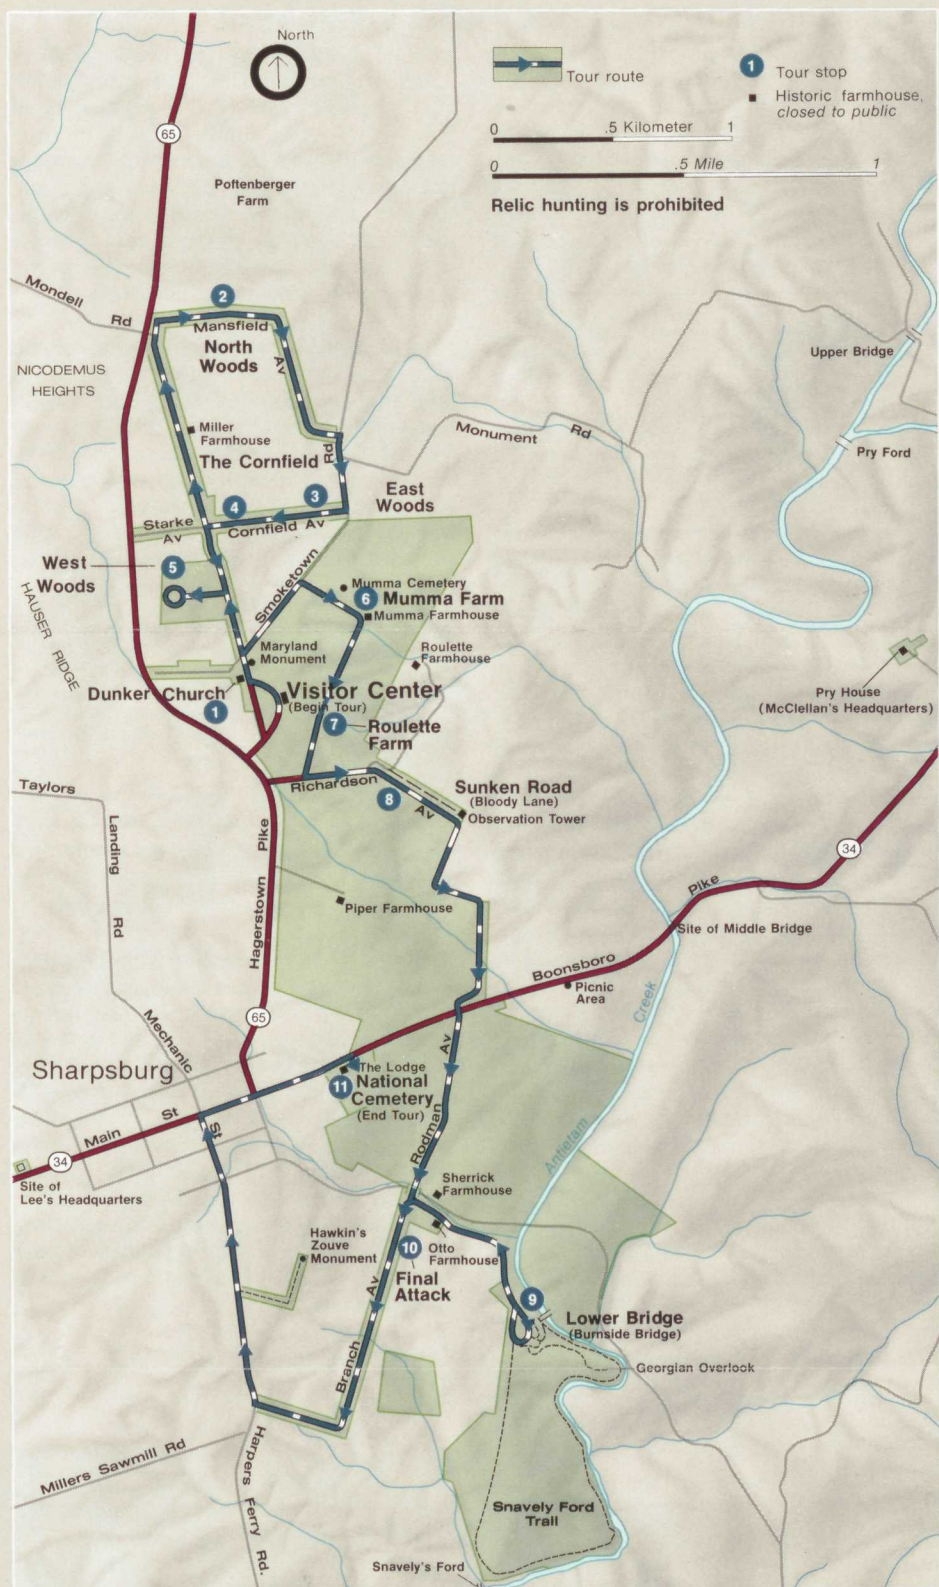 North
Tour route
1
Tour stop
Historic farmhouse,
closed to public
0 .5 Kilometer 1
0 .5 Mile 1
Relic hunting is prohibited
65
Poffenberger
Farm
Mondell
Rd
2
Mansfield
Av
North
Woods
NICODEMUS
HEIGHTS
Upper Bridge
Miller
Farmhouse
The Cornfield
Rd
Monument Rd
Pry Ford
East
Woods
4
3
Starke
Av
Cornfield Av
West
Woods
5
Smoketown
Mumma Cemetery
6
Mumma Farm
Mumma Farmhouse
HAUSER RIDGE
Maryland
Monument
Roulette
Farmhouse
Dunker Church
1
Visitor Center
(Begin Tour)
Pry House
(McClellan's Headquarters)
7
Roulette
Farm
Richardson
Av
8
Sunken Road
(Bloody Lane)
Observation Tower
Taylors
Landing
Rd
Hagerstown Pike
34
Pike
Piper Farmhouse
Site of Middle Bridge
Boonsboro
Picnic
Area
65
Mechanic
St
Sharpsburg
Creek
Antietam
The Lodge
11
National
Cemetery
(End Tour)
Av
Rodman
Main St
34
Site of
Lee's Headquarters
Sherrick
Farmhouse
Hawkin's
Zouve
Monument
10
Otto
Farmhouse
Final
Attack
Av
Branch
9
Lower Bridge
(Burnside Bridge)
Georgian Overlook
Millers Sawmill Rd
Harpers Ferry Rd.
Snavely Ford
Trail
Snavely's Ford